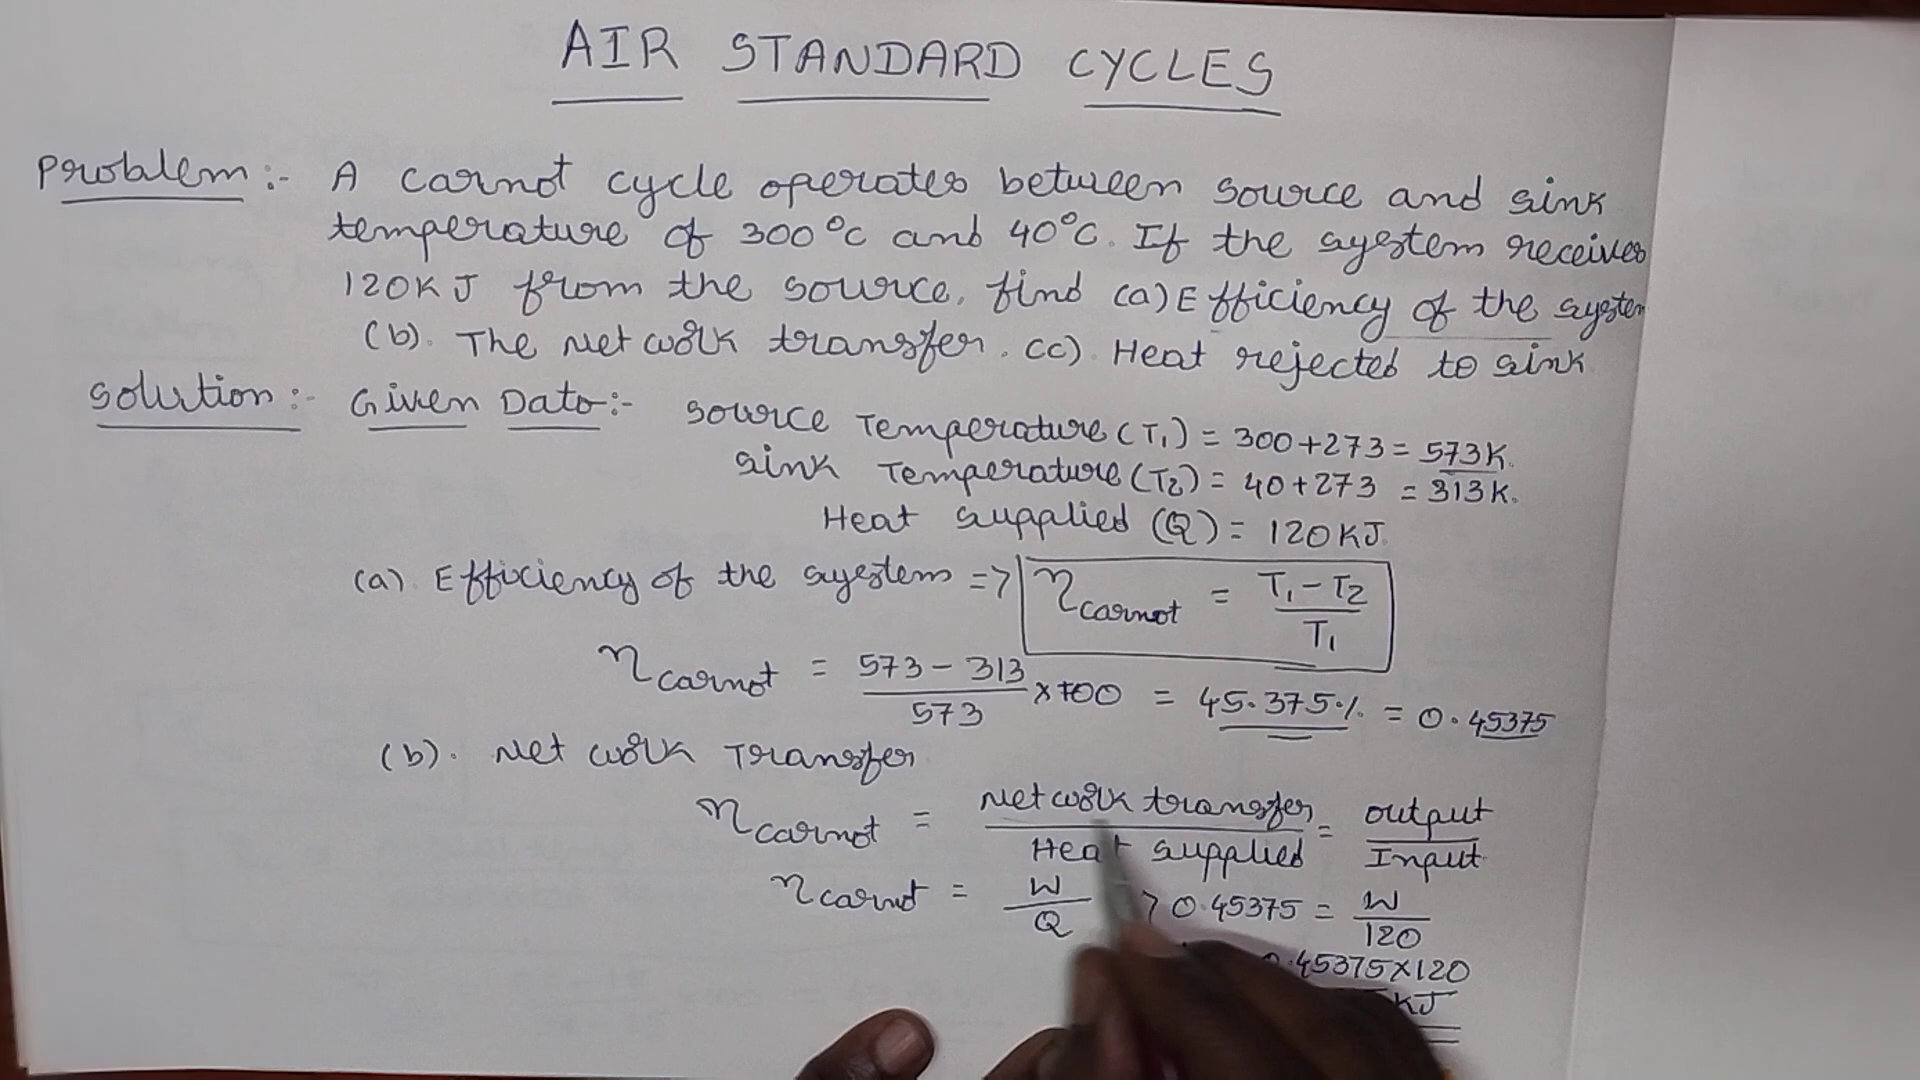 AIR STANDARD CYCLES
Problem:- A carnot cycle operates between source and sink
temperature of 300°C and 40°C. If the system receives
120KJ from the source, find (a) Efficiency of the system
(b). The Net work transfer. (c). Heat rejected to sink
Solution:- Given Data:- Source Temperature (T1) = 300+273 = 573K.
Sink Temperature (T2) = 40+273 = 313K.
Heat supplied (Q) = 120KJ.
(a). Efficiency of the system => ηcarnot = T1-T2 / T1
ηcarnot = 573-313 / 573 ×100 = 45.375% = 0.45375
(b). Net work Transfer
ηcarnot = Net work transfer / Heat supplied = output / Input
ηcarnot = W / Q > 0.45375 = W / 120
0.45375×120
KJ